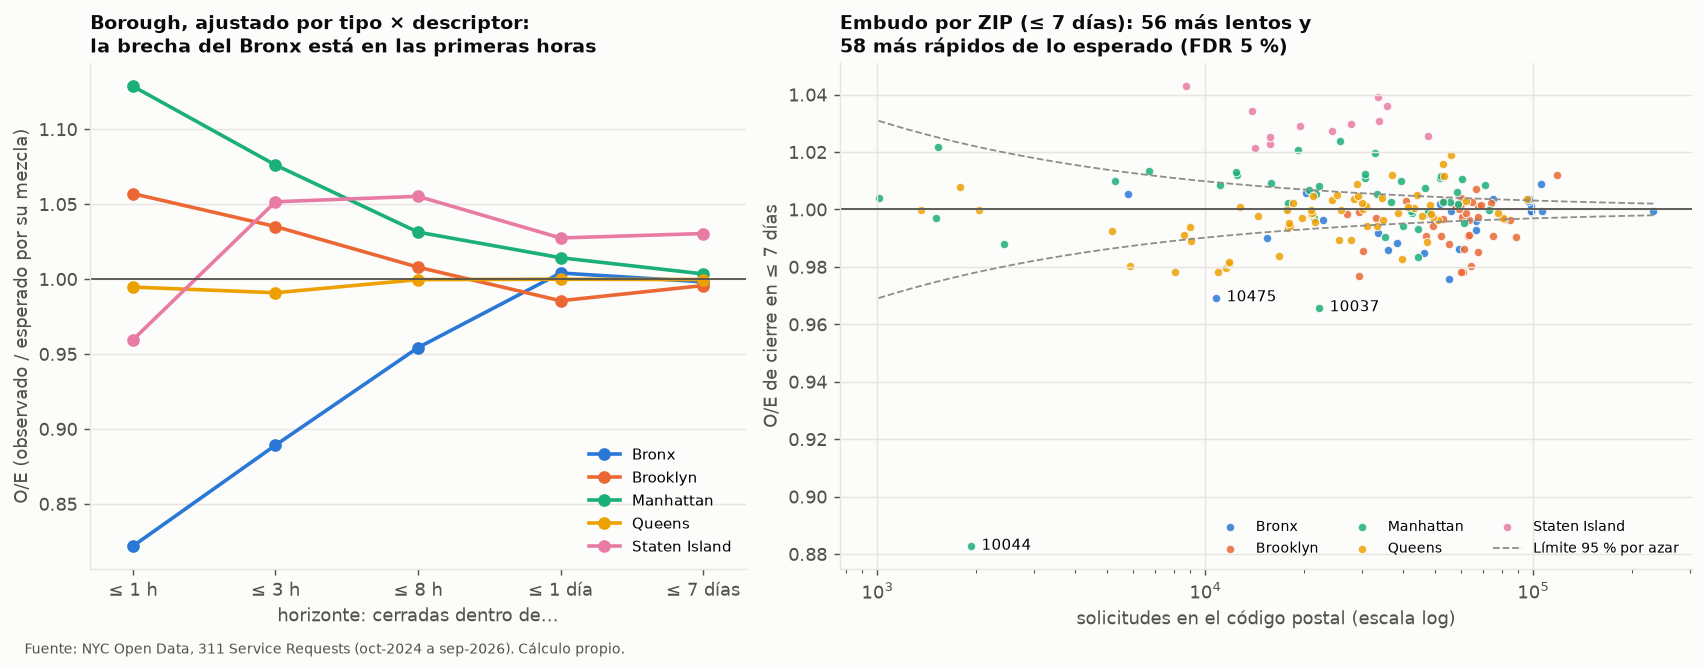 Borough, ajustado por tipo × descriptor:
la brecha del Bronx está en las primeras horas
O/E (observado / esperado por su mezcla)
1.10
1.05
1.00
0.95
0.90
0.85
Bronx
Brooklyn
Manhattan
Queens
Staten Island
≤ 1 h
≤ 3 h
≤ 8 h
≤ 1 día
≤ 7 días
horizonte: cerradas dentro de...
Embudo por ZIP (≤ 7 días): 56 más lentos y
58 más rápidos de lo esperado (FDR 5 %)
O/E de cierre en ≤ 7 días
1.04
1.02
1.00
0.98
0.96
0.94
0.92
0.90
0.88
10475
10037
10044
Bronx
Brooklyn
Manhattan
Queens
Staten Island
Límite 95 % por azar
10³
10⁴
10⁵
solicitudes en el código postal (escala log)
Fuente: NYC Open Data, 311 Service Requests (oct-2024 a sep-2026). Cálculo propio.